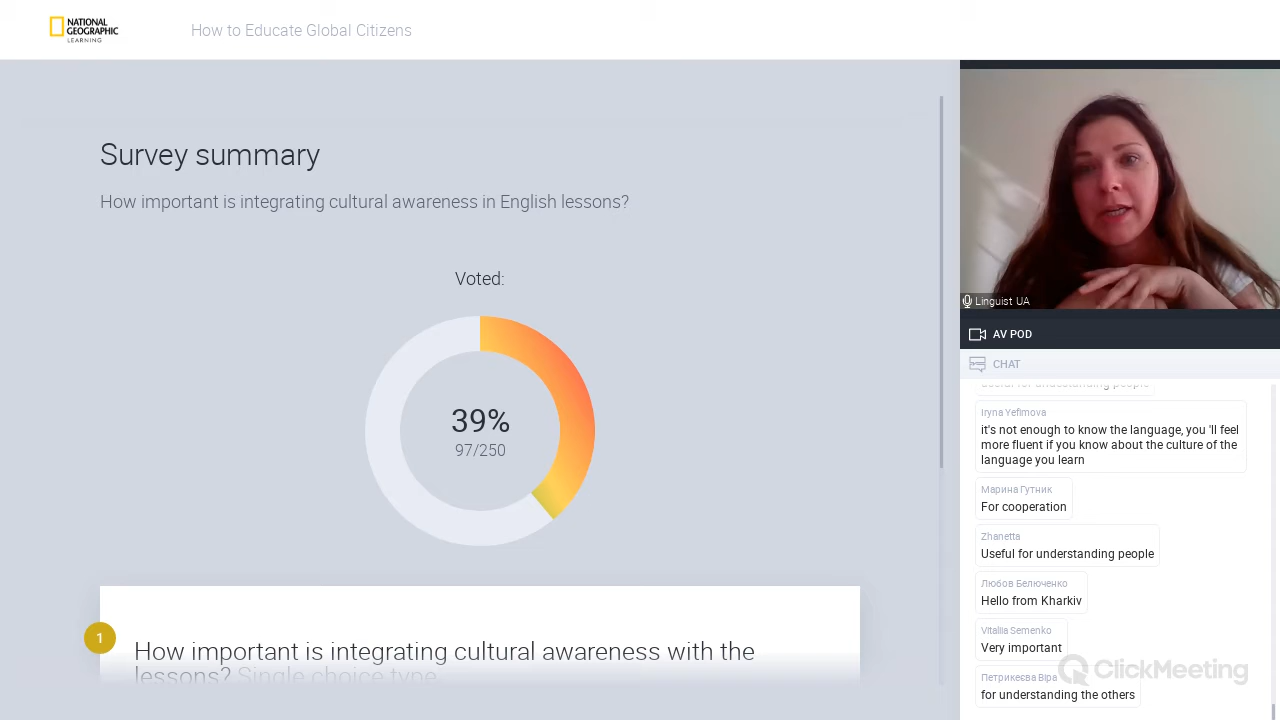 NATIONAL
GEOGRAPHIC
LEARNING
How to Educate Global Citizens
Survey summary
How important is integrating cultural awareness in English lessons?
Voted:
39%
97/250
1
How important is integrating cultural awareness with the
lessons? Single choice type
Linguist UA
AV POD
CHAT
Useful for understanding people
Iryna Yefimova
it's not enough to know the language, you 'll feel
more fluent if you know about the culture of the
language you learn
Марина Гутник
For cooperation
Zhanetta
Useful for understanding people
Любов Белюченко
Hello from Kharkiv
Vitaliia Semenko
Very important
Петрикеєва Віра
for understanding the others
ClickMeeting